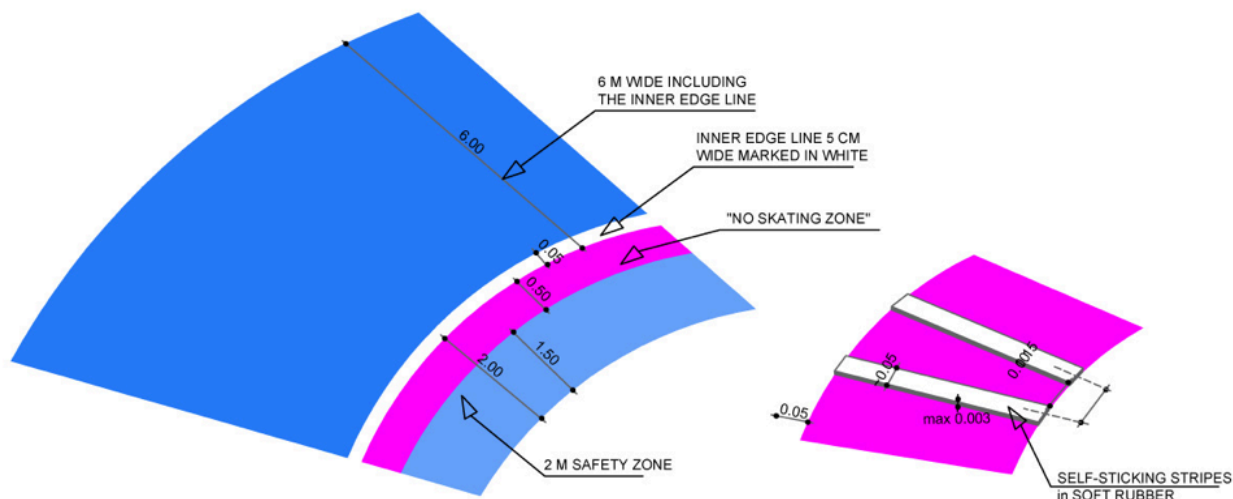 6 M WIDE INCLUDING
THE INNER EDGE LINE
6.00
INNER EDGE LINE 5 CM
WIDE MARKED IN WHITE
"NO SKATING ZONE"
0.05
0.50
1.50
2.00
2 M SAFETY ZONE
0.0015
~0.05
max 0.003
0.05
SELF-STICKING STRIPES
in SOFT RUBBER